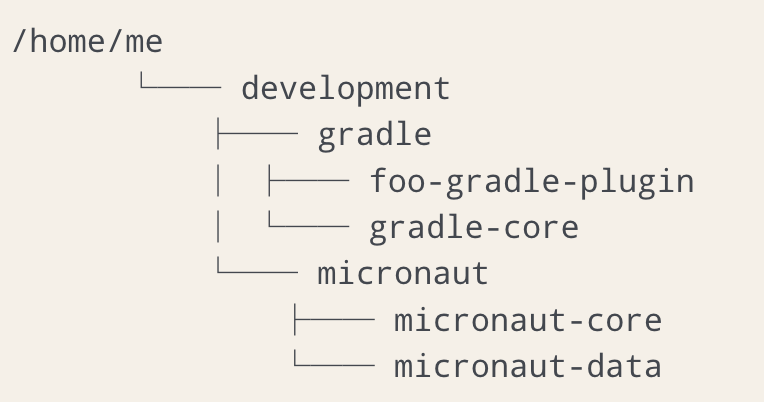 /home/me
└── development
├── gradle
│ ├── foo-gradle-plugin
│ └── gradle-core
└── micronaut
├── micronaut-core
└── micronaut-data